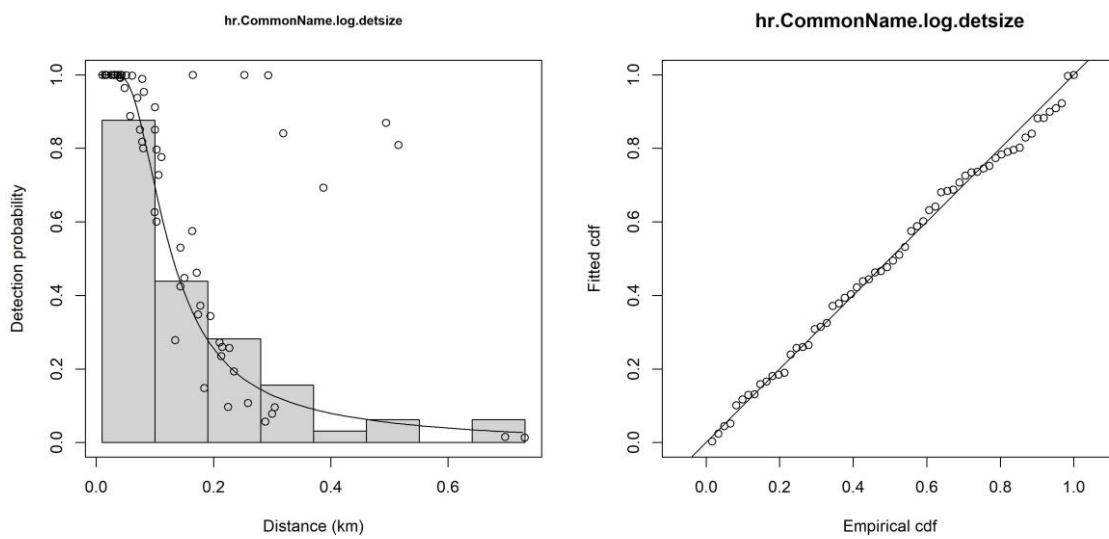 hr.CommonName.log.detsize
Detection probability
1.0
0.8
0.6
0.4
0.2
0.0
0.0 0.2 0.4 0.6
Distance (km)
hr.CommonName.log.detsize
Fitted cdf
1.0
0.8
0.6
0.4
0.2
0.0
0.0 0.2 0.4 0.6 0.8 1.0
Empirical cdf